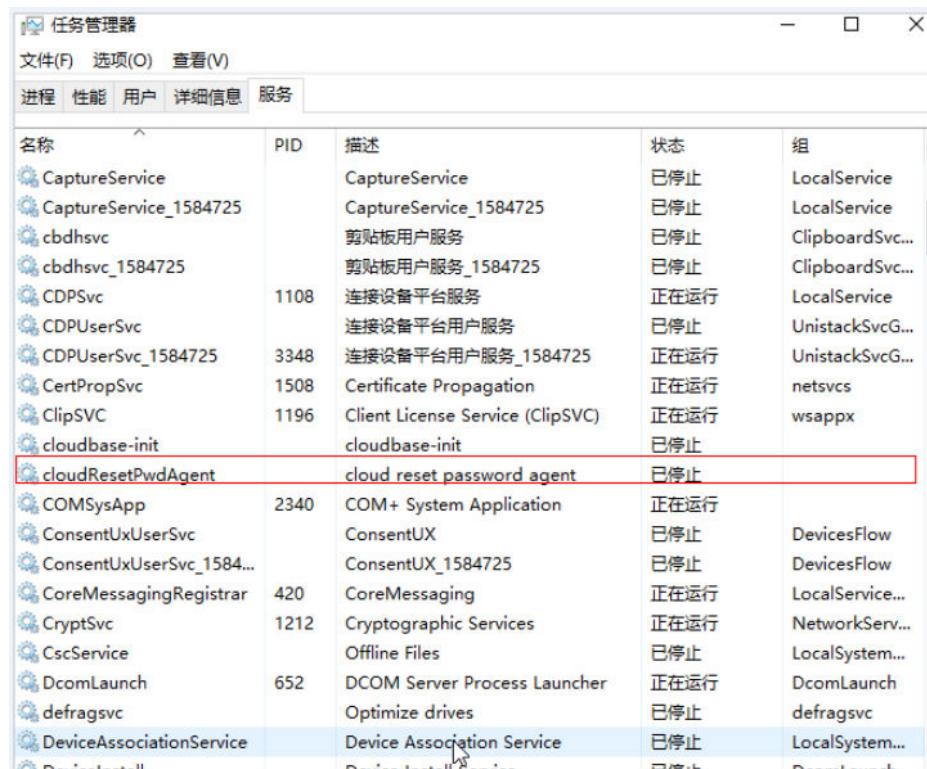 任务管理器
文件(F) 选项(O) 查看(V)
进程 性能 用户 详细信息 服务
名称 PID 描述 状态 组
CaptureService CaptureService 已停止 LocalService
CaptureService_1584725 CaptureService_1584725 已停止 LocalService
cbdhsvc 剪贴板用户服务 已停止 ClipboardSvc...
cbdhsvc_1584725 剪贴板用户服务_1584725 已停止 ClipboardSvc...
CDPSvc 1108 连接设备平台服务 正在运行 LocalService
CDPUserSvc 连接设备平台用户服务 已停止 UnistackSvcG...
CDPUserSvc_1584725 3348 连接设备平台用户服务_1584725 正在运行 UnistackSvcG...
CertPropSvc 1508 Certificate Propagation 正在运行 netsvcs
ClipSVC 1196 Client License Service (ClipSVC) 正在运行 wsappx
cloudbase-init cloudbase-init 已停止
cloudResetPwdAgent cloud reset password agent 已停止
COMSysApp 2340 COM+ System Application 正在运行
ConsentUxUserSvc ConsentUX 已停止 DevicesFlow
ConsentUxUserSvc_1584... ConsentUX_1584725 已停止 DevicesFlow
CoreMessagingRegistrar 420 CoreMessaging 正在运行 LocalService...
CryptSvc 1212 Cryptographic Services 正在运行 NetworkServ...
CscService Offline Files 已停止 LocalSystem...
DcomLaunch 652 DCOM Server Process Launcher 正在运行 DcomLaunch
defragsvc Optimize drives 已停止 defragsvc
DeviceAssociationService Device Association Service 已停止 LocalSystem...